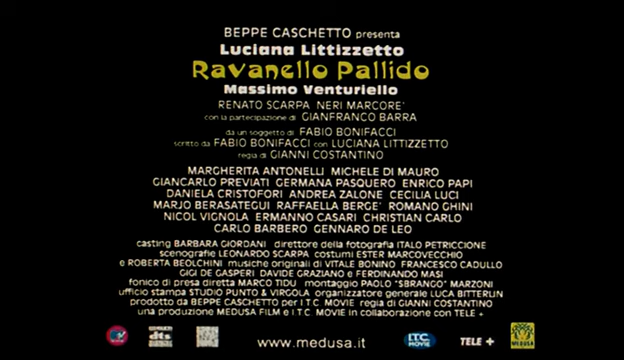 BEPPE CASCHETTO presenta
Luciana Littizzetto
Ravanello Pallido
Massimo Venturiello
RENATO SCARPA NERI MARCORE'
con la partecipazione di GIANFRANCO BARRA
da un soggetto di FABIO BONIFACCI
scritto da FABIO BONIFACCI con LUCIANA LITTIZZETTO
regia di GIANNI COSTANTINO
MARGHERITA ANTONELLI MICHELE DI MAURO
GIANCARLO PREVIATI GERMANA PASQUERO ENRICO PAPI
DANIELA CRISTOFORI ANDREA ZALONE CECILIA LUCI
MARJO BERASATEGUI RAFFAELLA BERGE' ROMANO GHINI
NICOL VIGNOLA ERMANNO CASARI CHRISTIAN CARLO
CARLO BARBERO GENNARO DE LEO
casting BARBARA GIORDANI direttore della fotografia ITALO PETRICCIONE
scenografie LEONARDO SCARPA costumi ESTER MARCOVECCHIO
e ROBERTA BEOLCHINI musiche originali di VITALE BONINO FRANCESCO CADULLO
GIGI DE GASPERI DAVIDE GRAZIANO e FERDINANDO MASI
fonico di presa diretta MARCO TIDU montaggio PAOLO "SBRANGO" MARZONI
ufficio stampa STUDIO PUNTO & VIRGOLA organizzatore generale LUCA BITTERLIN
prodotto da BEPPE CASCHETTO per I.T.C. MOVIE regia di GIANNI COSTANTINO
una produzione MEDUSA FILM e I.T.C. MOVIE in collaborazione con TELE +
www.medusa.it I.T.C. MOVIE TELE + MEDUSA